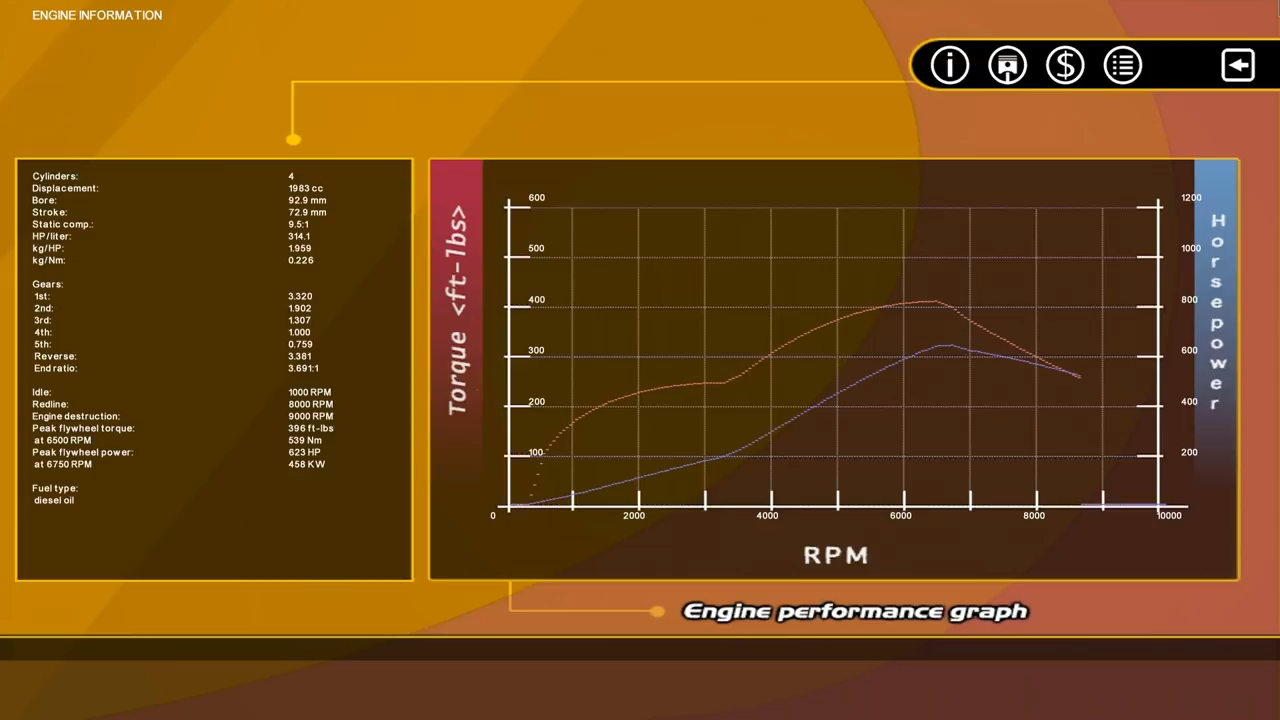 ENGINE INFORMATION
Cylinders: 4
Displacement: 1983 cc
Bore: 92.9 mm
Stroke: 72.9 mm
Static comp.: 9.5:1
HP/liter: 314.1
kg/HP: 1.959
kg/Nm: 0.226
Gears:
1st: 3.320
2nd: 1.902
3rd: 1.307
4th: 1.000
5th: 0.759
Reverse: 3.381
End ratio: 3.691:1
Idle: 1000 RPM
Redline: 8000 RPM
Engine destruction: 9000 RPM
Peak flywheel torque: 396 ft-lbs
at 6500 RPM 539 Nm
Peak flywheel power: 623 HP
at 6750 RPM 458 KW
Fuel type:
diesel oil
Torque <ft-lbs>
600
500
400
300
200
100
1200
1000
800
600
400
200
Horsepower
0 2000 4000 6000 8000 10000
RPM
Engine performance graph